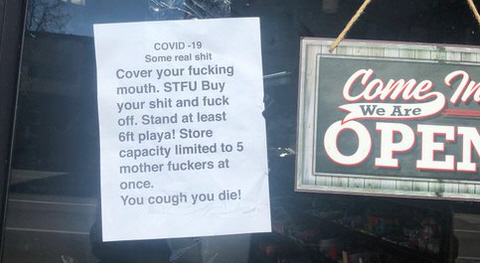 COVID -19
Some real shit
Cover your fucking
mouth. STFU Buy
your shit and fuck
off. Stand at least
6ft playa! Store
capacity limited to 5
mother fuckers at
once.
You cough you die!
Come In
We Are
OPEN